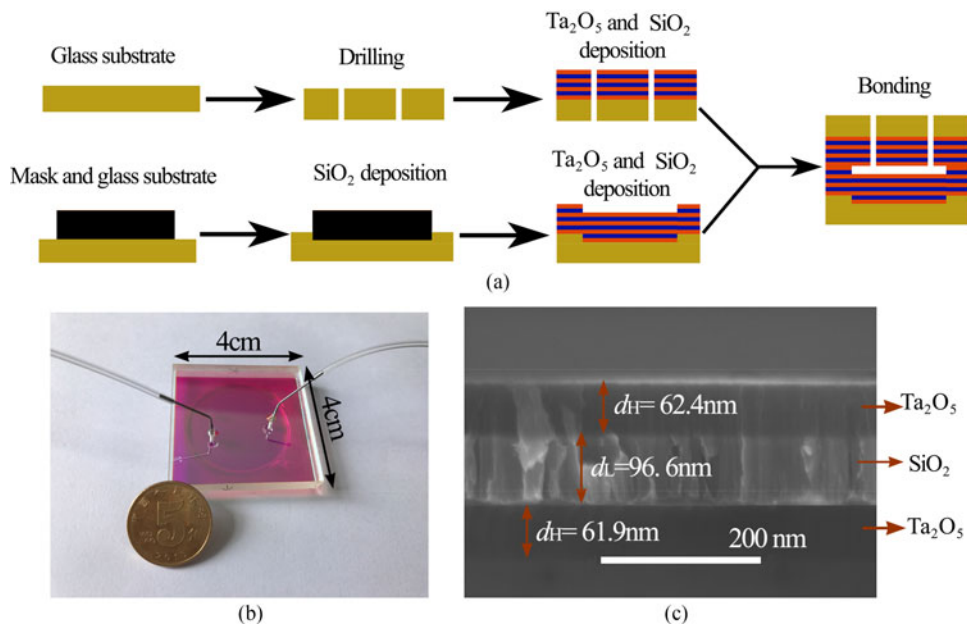 Glass substrate
Drilling
Ta₂O₅ and SiO₂
deposition
Bonding
Mask and glass substrate
SiO₂ deposition
Ta₂O₅ and SiO₂
deposition
(a)
4cm
4cm
5
dH= 62.4nm
Ta₂O₅
dL=96. 6nm
SiO₂
dH= 61.9nm
200 nm
Ta₂O₅
(b)
(c)